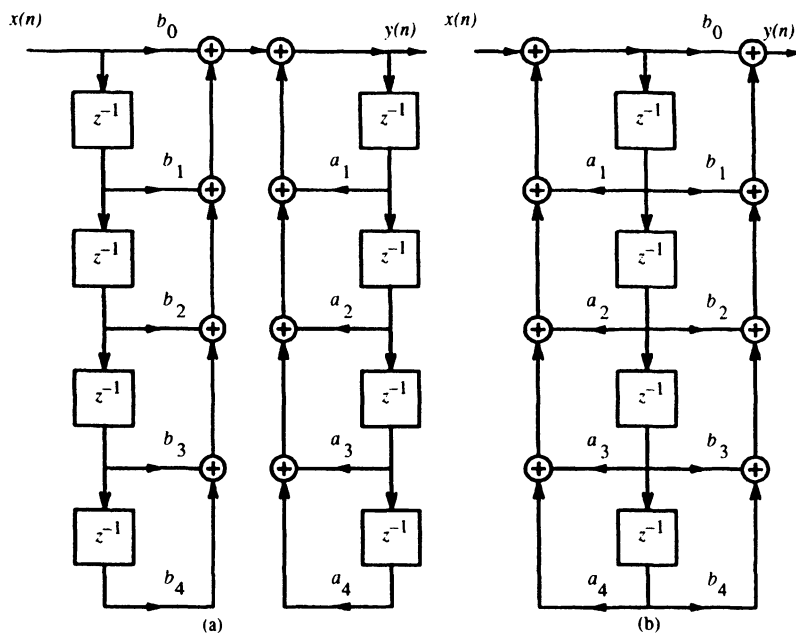 x(n) b₀ y(n) x(n) b₀ y(n)
z⁻¹ z⁻¹ z⁻¹
b₁ a₁ a₁ b₁
z⁻¹ z⁻¹ z⁻¹
b₂ a₂ a₂ b₂
z⁻¹ z⁻¹ z⁻¹
b₃ a₃ a₃ b₃
z⁻¹ z⁻¹ z⁻¹
b₄ a₄ a₄ b₄
(a) (b)